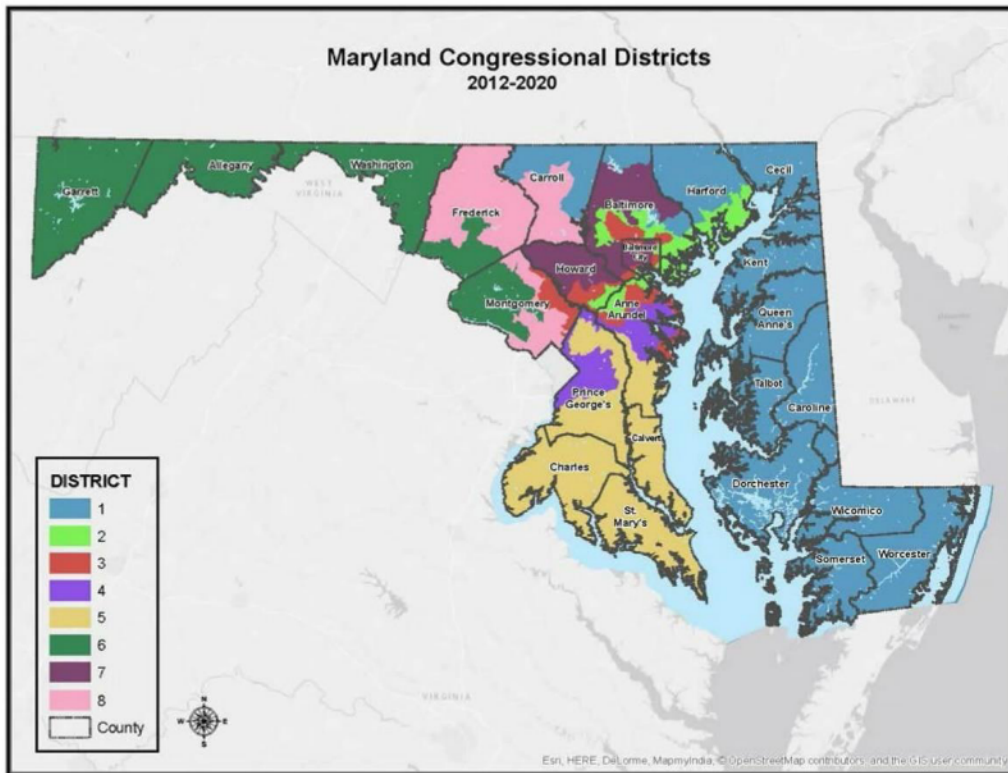 Maryland Congressional Districts
2012-2020
Garrett
Allegany
Washington
Frederick
Carroll
Baltimore
Harford
Cecil
Baltimore
City
Howard
Montgomery
Anne
Arundel
Kent
Queen
Anne's
Talbot
Caroline
Prince
George's
Calvert
Charles
St.
Mary's
Dorchester
Wicomico
Somerset
Worcester
WEST
VIRGINIA
DELAWARE
VIRGINIA
DISTRICT
1
2
3
4
5
6
7
8
County
N
W
E
S
Esri, HERE, DeLorme, MapmyIndia, © OpenStreetMap contributors, and the GIS user community